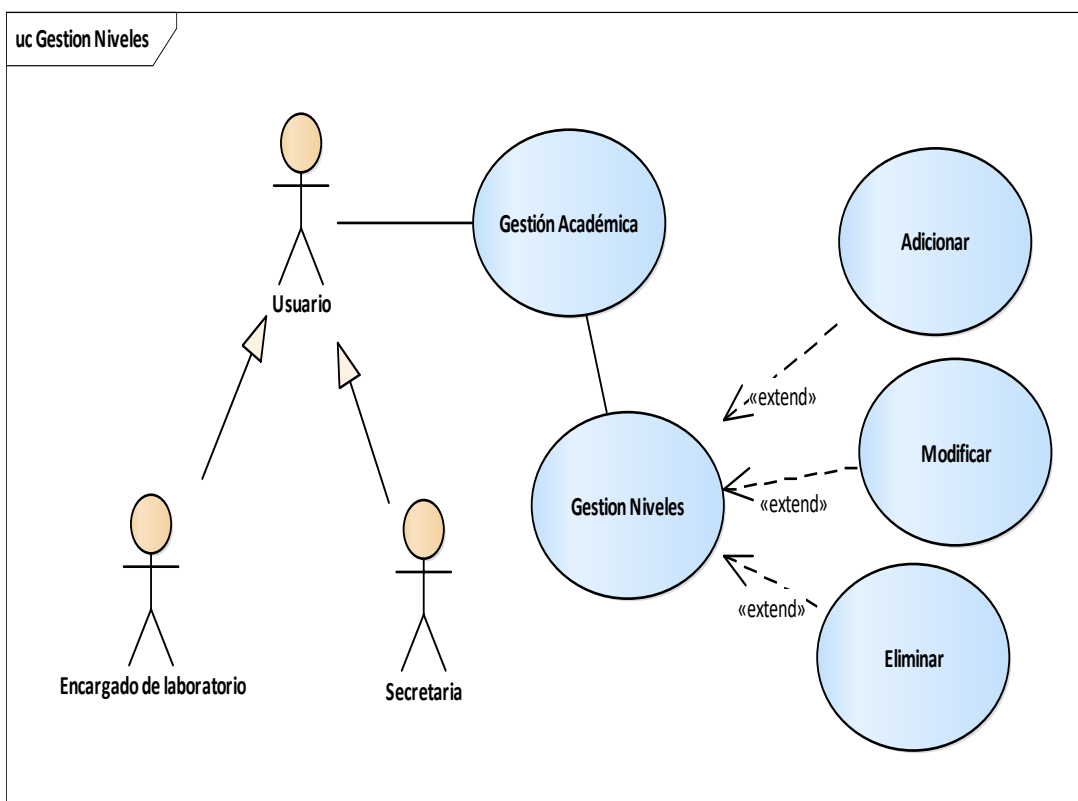 uc Gestion Niveles
Usuario
Gestión Académica
Adicionar
«extend»
Modificar
«extend»
Gestion Niveles
«extend»
Eliminar
Encargado de laboratorio
Secretaria